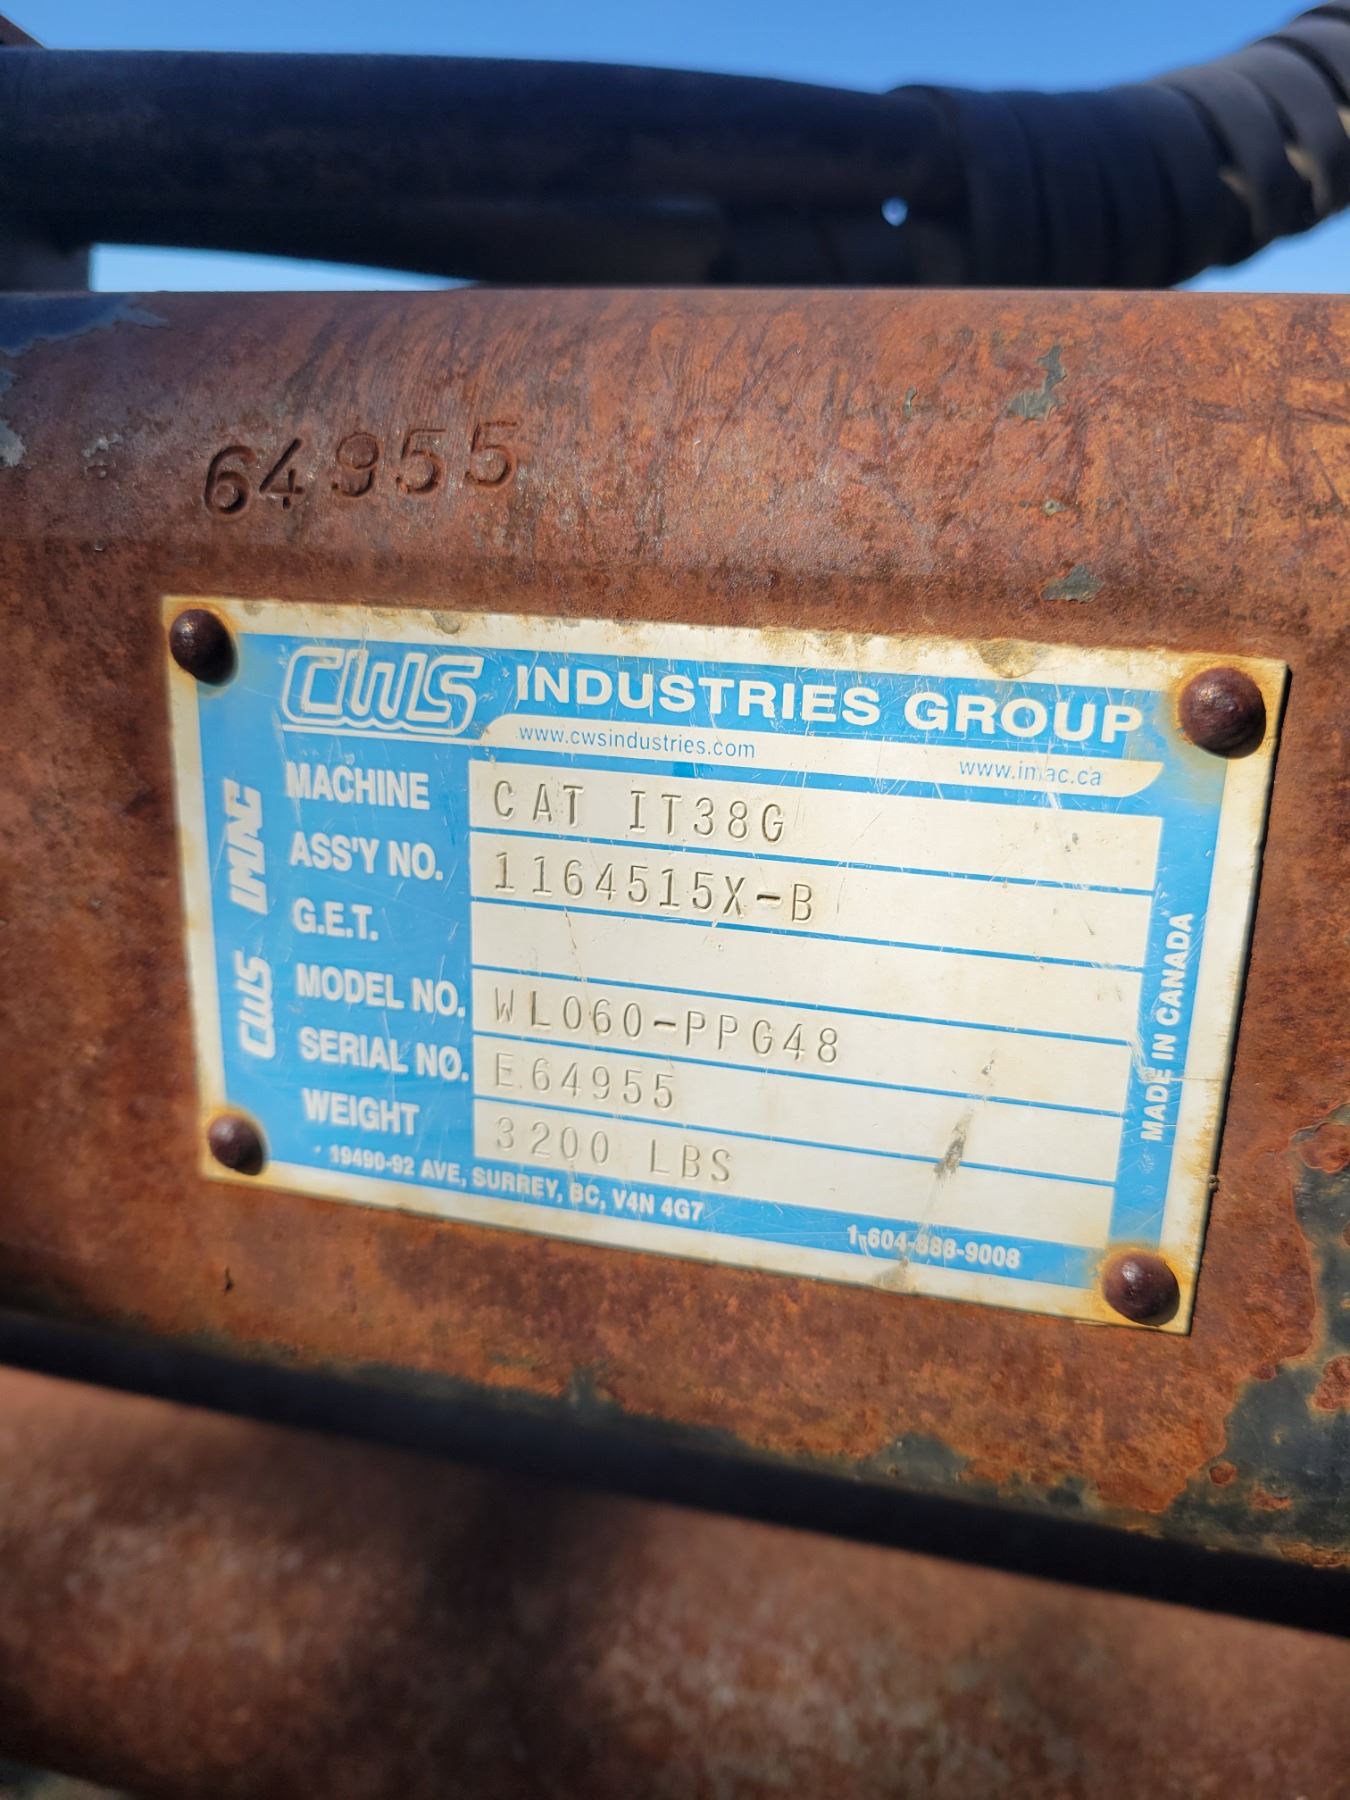 64955
CWS INDUSTRIES GROUP
www.cwsindustries.com www.imac.ca
MACHINE CAT IT38G
ASS'Y NO. 1164515X-B
G.E.T.
MODEL NO. WL060-PPG48
SERIAL NO. E64955
WEIGHT 3200 LBS
19490-92 AVE, SURREY, BC, V4N 4G7 1-604-888-9008
CWS IMAC
MADE IN CANADA